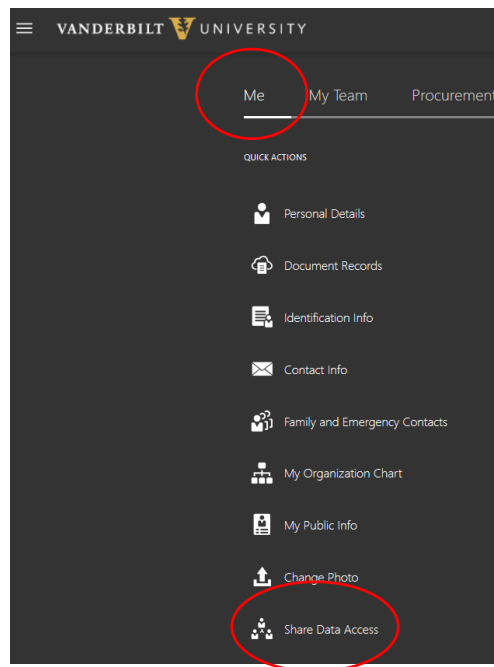 VANDERBILT UNIVERSITY
Me My Team Procurement
QUICK ACTIONS
Personal Details
Document Records
Identification Info
Contact Info
Family and Emergency Contacts
My Organization Chart
My Public Info
Change Photo
Share Data Access